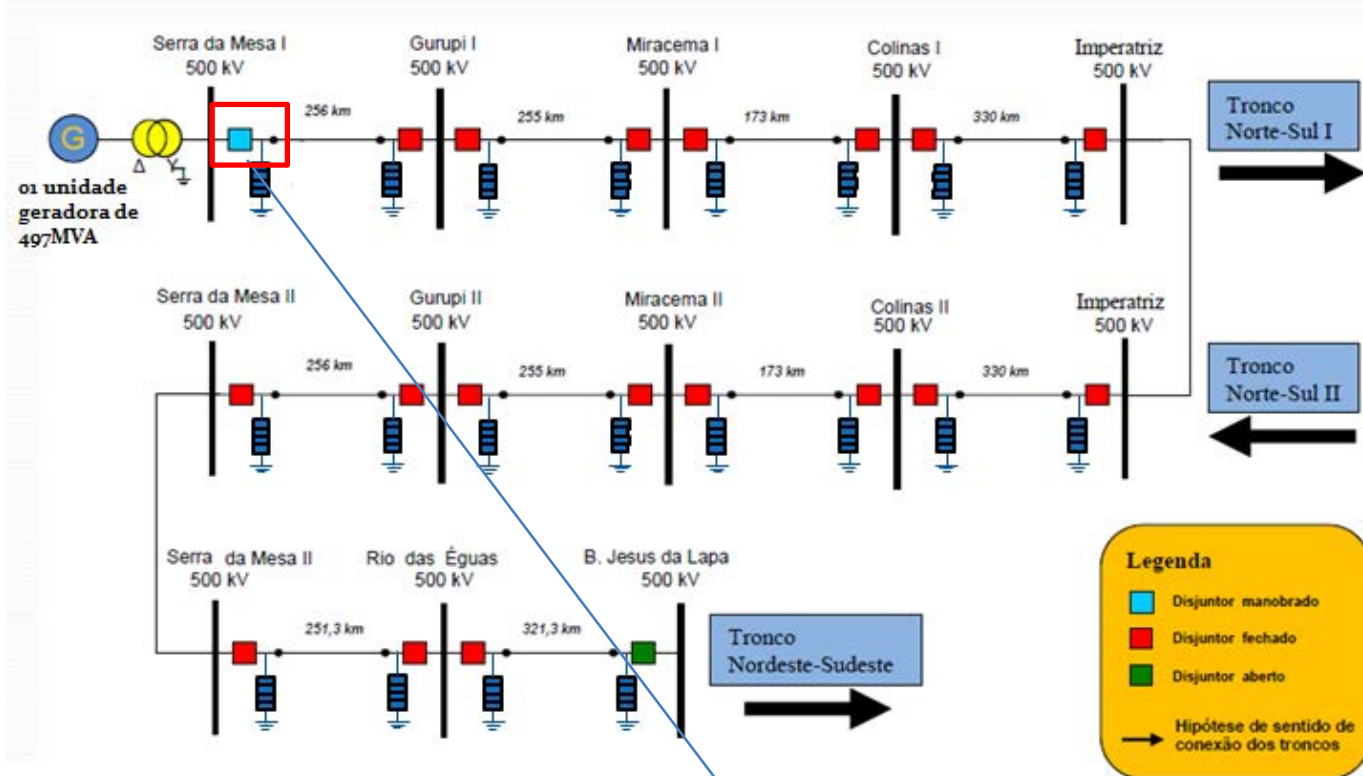 Serra da Mesa I
500 kV
Gurupi I
500 kV
Miracema I
500 kV
Colinas I
500 kV
Imperatriz
500 kV
256 km
255 km
173 km
330 km
Tronco
Norte-Sul I
G
Δ
Y
01 unidade
geradora de
497MVA
Serra da Mesa II
500 kV
Gurupi II
500 kV
Miracema II
500 kV
Colinas II
500 kV
Imperatriz
500 kV
256 km
255 km
173 km
330 km
Tronco
Norte-Sul II
Serra da Mesa II
500 kV
Rio das Éguas
500 kV
B. Jesus da Lapa
500 kV
251,3 km
321,3 km
Tronco
Nordeste-Sudeste
Legenda
Disjuntor manobrado
Disjuntor fechado
Disjuntor aberto
Hipótese de sentido de
conexão dos troncos